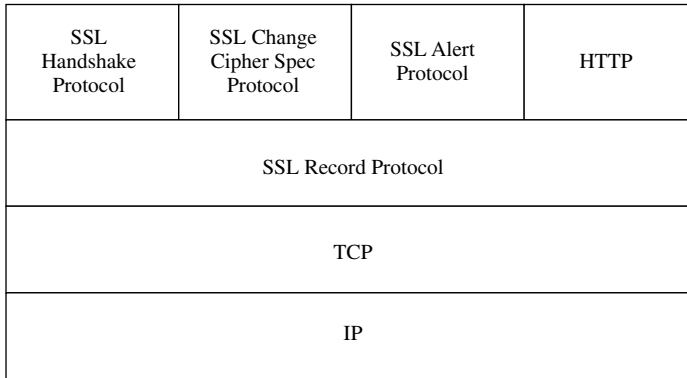 SSL
Handshake
Protocol
SSL Change
Cipher Spec
Protocol
SSL Alert
Protocol
HTTP
SSL Record Protocol
TCP
IP